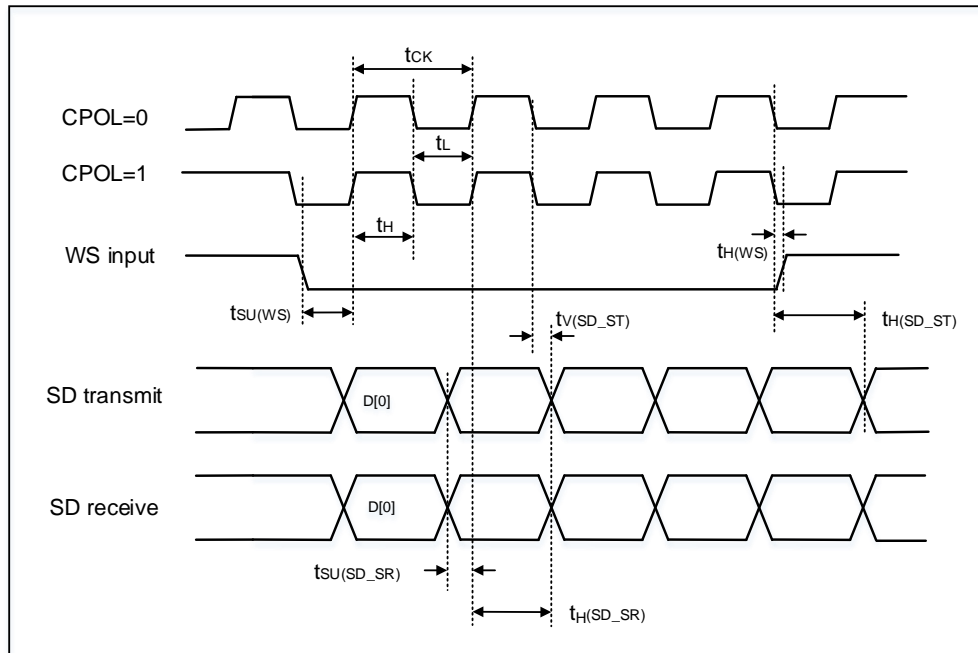 tCK
CPOL=0
tL
CPOL=1
tH
WS input
tH(WS)
tSU(WS)
tV(SD_ST)
tH(SD_ST)
SD transmit
D[0]
SD receive
D[0]
tSU(SD_SR)
tH(SD_SR)